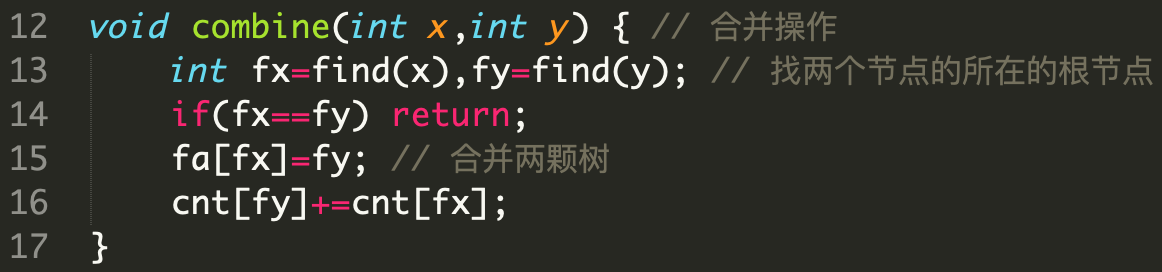 12 void combine(int x,int y) { // 合并操作
13     int fx=find(x),fy=find(y); // 找两个节点的所在的根节点
14     if(fx==fy) return;
15     fa[fx]=fy; // 合并两颗树
16     cnt[fy]+=cnt[fx];
17 }